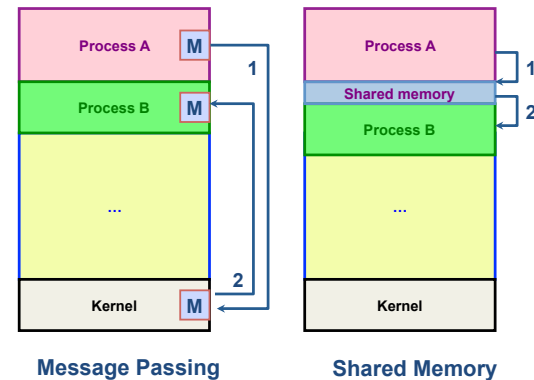 Process A
M
1
Process B
M
...
2
Kernel
M
Message Passing
Process A
1
Shared memory
2
Process B
...
Kernel
Shared Memory